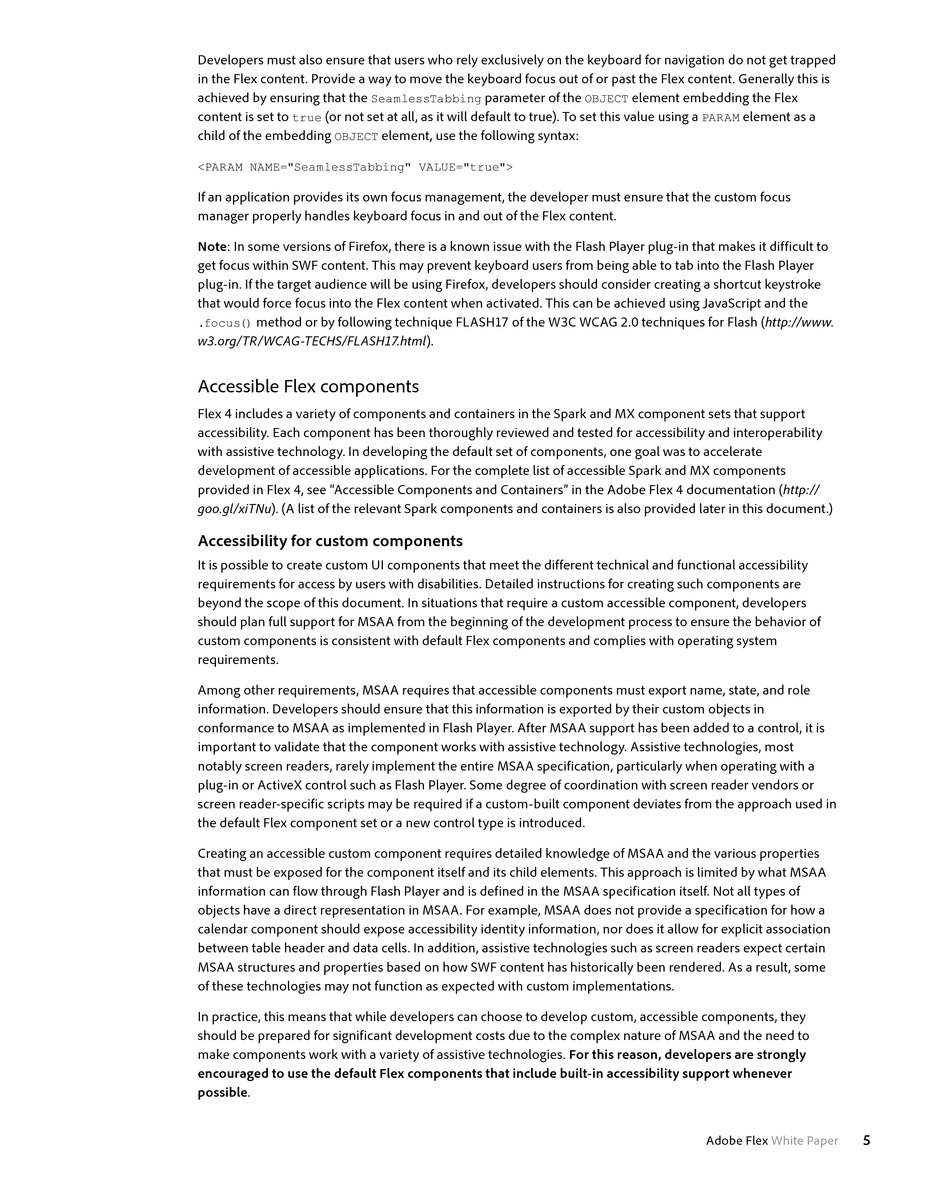 Developers must also ensure that users who rely exclusively on the keyboard for navigation do not get trapped
in the Flex content. Provide a way to move the keyboard focus out of or past the Flex content. Generally this is
achieved by ensuring that the SeamlessTabbing parameter of the OBJECT element embedding the Flex
content is set to true (or not set at all, as it will default to true). To set this value using a PARAM element as a
child of the embedding OBJECT element, use the following syntax:
<PARAM NAME="SeamlessTabbing" VALUE="true">
If an application provides its own focus management, the developer must ensure that the custom focus
manager properly handles keyboard focus in and out of the Flex content.
Note: In some versions of Firefox, there is a known issue with the Flash Player plug-in that makes it difficult to
get focus within SWF content. This may prevent keyboard users from being able to tab into the Flash Player
plug-in. If the target audience will be using Firefox, developers should consider creating a shortcut keystroke
that would force focus into the Flex content when activated. This can be achieved using JavaScript and the
.focus() method or by following technique FLASH17 of the W3C WCAG 2.0 techniques for Flash (http://www.
w3.org/TR/WCAG-TECHS/FLASH17.html).
Accessible Flex components
Flex 4 includes a variety of components and containers in the Spark and MX component sets that support
accessibility. Each component has been thoroughly reviewed and tested for accessibility and interoperability
with assistive technology. In developing the default set of components, one goal was to accelerate
development of accessible applications. For the complete list of accessible Spark and MX components
provided in Flex 4, see “Accessible Components and Containers” in the Adobe Flex 4 documentation (http://
goo.gl/xiTNu). (A list of the relevant Spark components and containers is also provided later in this document.)
Accessibility for custom components
It is possible to create custom UI components that meet the different technical and functional accessibility
requirements for access by users with disabilities. Detailed instructions for creating such components are
beyond the scope of this document. In situations that require a custom accessible component, developers
should plan full support for MSAA from the beginning of the development process to ensure the behavior of
custom components is consistent with default Flex components and complies with operating system
requirements.
Among other requirements, MSAA requires that accessible components must export name, state, and role
information. Developers should ensure that this information is exported by their custom objects in
conformance to MSAA as implemented in Flash Player. After MSAA support has been added to a control, it is
important to validate that the component works with assistive technology. Assistive technologies, most
notably screen readers, rarely implement the entire MSAA specification, particularly when operating with a
plug-in or ActiveX control such as Flash Player. Some degree of coordination with screen reader vendors or
screen reader-specific scripts may be required if a custom-built component deviates from the approach used in
the default Flex component set or a new control type is introduced.
Creating an accessible custom component requires detailed knowledge of MSAA and the various properties
that must be exposed for the component itself and its child elements. This approach is limited by what MSAA
information can flow through Flash Player and is defined in the MSAA specification itself. Not all types of
objects have a direct representation in MSAA. For example, MSAA does not provide a specification for how a
calendar component should expose accessibility identity information, nor does it allow for explicit association
between table header and data cells. In addition, assistive technologies such as screen readers expect certain
MSAA structures and properties based on how SWF content has historically been rendered. As a result, some
of these technologies may not function as expected with custom implementations.
In practice, this means that while developers can choose to develop custom, accessible components, they
should be prepared for significant development costs due to the complex nature of MSAA and the need to
make components work with a variety of assistive technologies. For this reason, developers are strongly
encouraged to use the default Flex components that include built-in accessibility support whenever
possible.
Adobe Flex White Paper 5